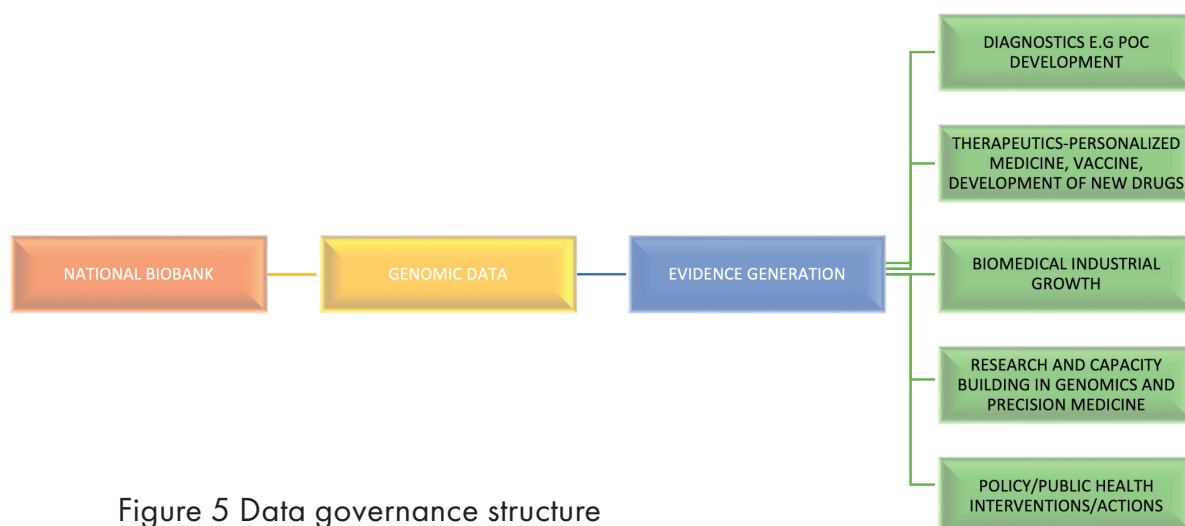 DIAGNOSTICS E.G POC
DEVELOPMENT
THERAPEUTICS-PERSONALIZED
MEDICINE, VACCINE,
DEVELOPMENT OF NEW DRUGS
NATIONAL BIOBANK
GENOMIC DATA
EVIDENCE GENERATION
BIOMEDICAL INDUSTRIAL
GROWTH
RESEARCH AND CAPACITY
BUILDING IN GENOMICS AND
PRECISION MEDICINE
POLICY/PUBLIC HEALTH
INTERVENTIONS/ACTIONS
Figure 5 Data governance structure